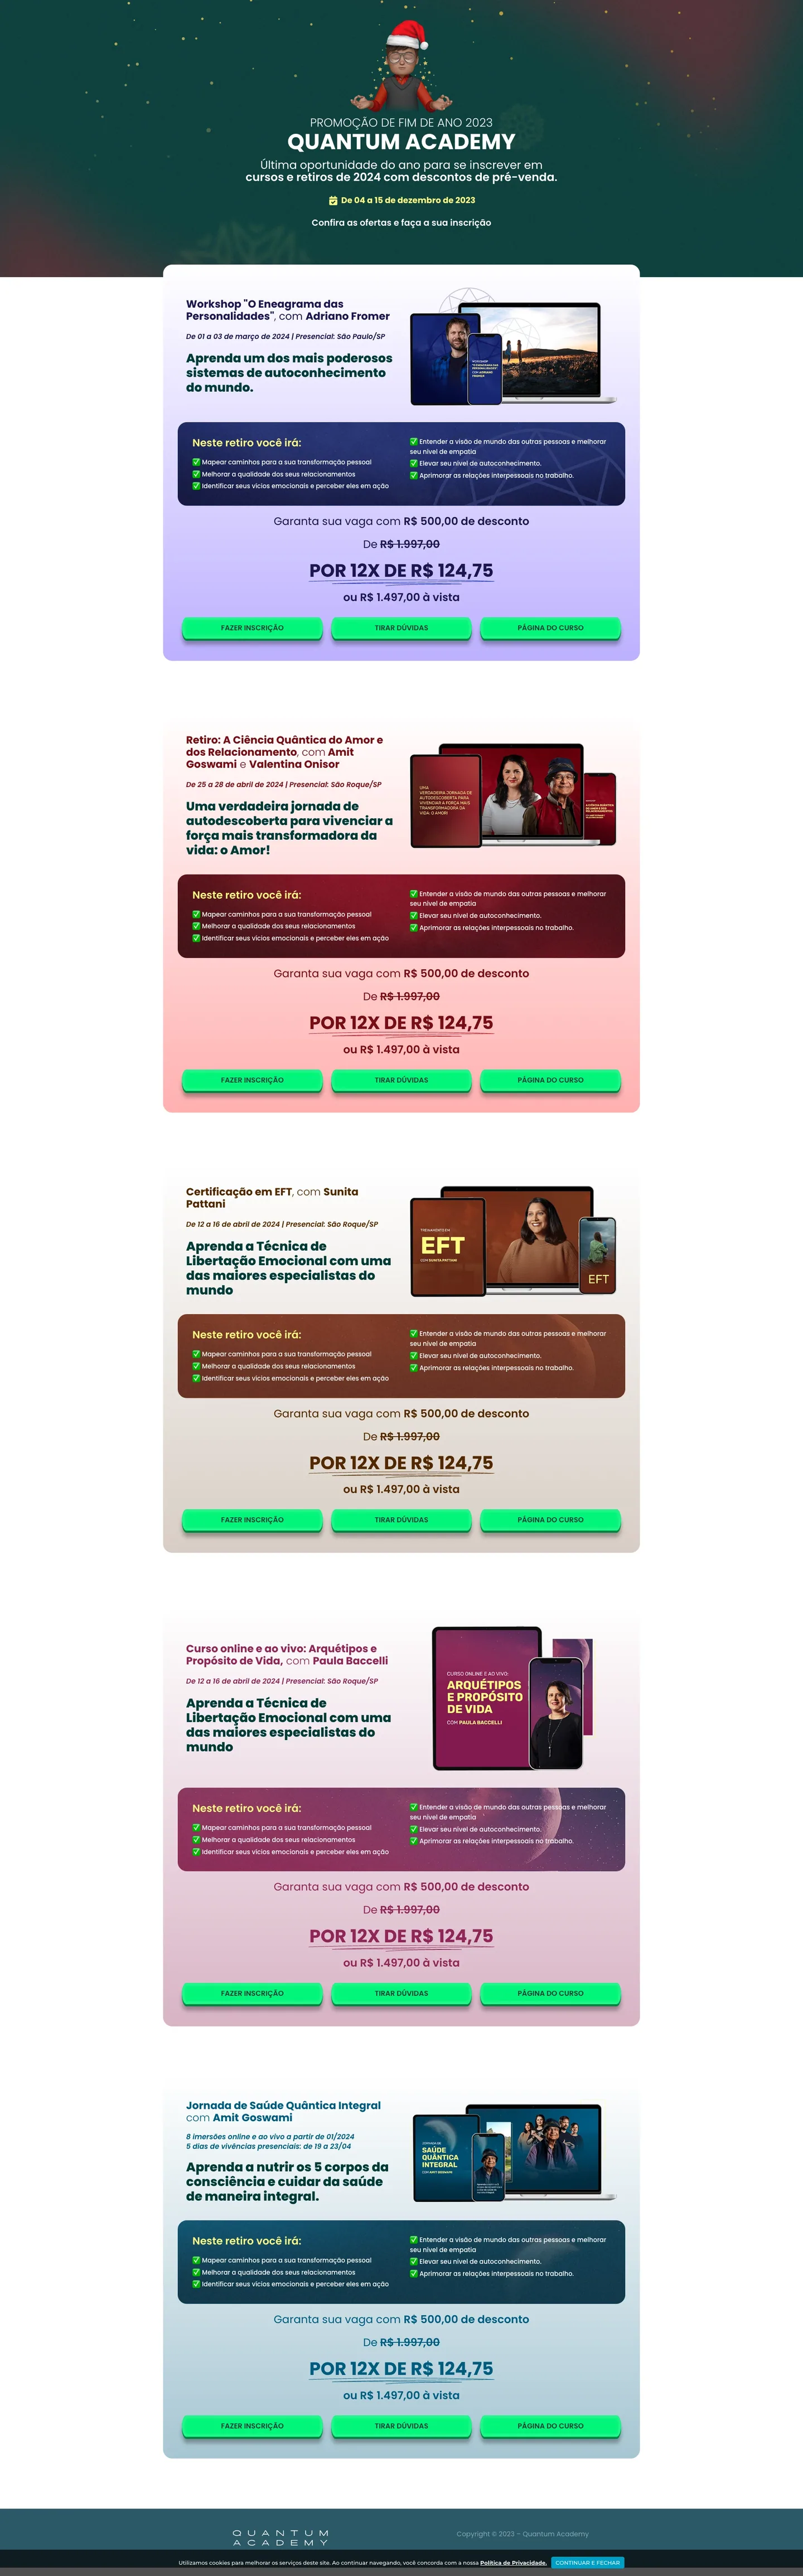 PROMOÇÃO DE FIM DE ANO 2023
QUANTUM ACADEMY
Última oportunidade do ano para se inscrever em
cursos e retiros de 2024 com descontos de pré-venda.
De 04 a 15 de dezembro de 2023
Confira as ofertas e faça a sua inscrição
Workshop "O Eneagrama das
Personalidades", com Adriano Fromer
De 01 a 03 de março de 2024 | Presencial: São Paulo/SP
Aprenda um dos mais poderosos
sistemas de autoconhecimento
do mundo.
WORKSHOP
"O ENEAGRAMA DAS
PERSONALIDADES"
COM ADRIANO
FROMER
Neste retiro você irá:
Mapear caminhos para a sua transformação pessoal
Melhorar a qualidade dos seus relacionamentos
Identificar seus vícios emocionais e perceber eles em ação
Entender a visão de mundo das outras pessoas e melhorar
seu nível de empatia
Elevar seu nível de autoconhecimento.
Aprimorar as relações interpessoais no trabalho.
Garanta sua vaga com R$ 500,00 de desconto
De R$ 1.997,00
POR 12X DE R$ 124,75
ou R$ 1.497,00 à vista
FAZER INSCRIÇÃO
TIRAR DÚVIDAS
PÁGINA DO CURSO
Retiro: A Ciência Quântica do Amor e
dos Relacionamento, com Amit
Goswami e Valentina Onisor
De 25 a 28 de abril de 2024 | Presencial: São Roque/SP
Uma verdadeira jornada de
autodescoberta para vivenciar a
força mais transformadora da
vida: o Amor!
UMA
VERDADEIRA JORNADA DE
AUTODESCOBERTA PARA
VIVENCIAR A FORÇA MAIS
TRANSFORMADORA DA
VIDA: O AMOR!
Neste retiro você irá:
Mapear caminhos para a sua transformação pessoal
Melhorar a qualidade dos seus relacionamentos
Identificar seus vícios emocionais e perceber eles em ação
Entender a visão de mundo das outras pessoas e melhorar
seu nível de empatia
Elevar seu nível de autoconhecimento.
Aprimorar as relações interpessoais no trabalho.
Garanta sua vaga com R$ 500,00 de desconto
De R$ 1.997,00
POR 12X DE R$ 124,75
ou R$ 1.497,00 à vista
FAZER INSCRIÇÃO
TIRAR DÚVIDAS
PÁGINA DO CURSO
Certificação em EFT, com Sunita
Pattani
De 12 a 16 de abril de 2024 | Presencial: São Roque/SP
Aprenda a Técnica de
Libertação Emocional com uma
das maiores especialistas do
mundo
TREINAMENTO EM
EFT
COM SUNITA PATTANI
EFT
Neste retiro você irá:
Mapear caminhos para a sua transformação pessoal
Melhorar a qualidade dos seus relacionamentos
Identificar seus vícios emocionais e perceber eles em ação
Entender a visão de mundo das outras pessoas e melhorar
seu nível de empatia
Elevar seu nível de autoconhecimento.
Aprimorar as relações interpessoais no trabalho.
Garanta sua vaga com R$ 500,00 de desconto
De R$ 1.997,00
POR 12X DE R$ 124,75
ou R$ 1.497,00 à vista
FAZER INSCRIÇÃO
TIRAR DÚVIDAS
PÁGINA DO CURSO
Curso online e ao vivo: Arquétipos e
Propósito de Vida, com Paula Baccelli
De 12 a 16 de abril de 2024 | Presencial: São Roque/SP
Aprenda a Técnica de
Libertação Emocional com uma
das maiores especialistas do
mundo
CURSO ONLINE E AO VIVO:
ARQUÉTIPOS
E PROPÓSITO
DE VIDA
COM PAULA BACCELLI
Neste retiro você irá:
Mapear caminhos para a sua transformação pessoal
Melhorar a qualidade dos seus relacionamentos
Identificar seus vícios emocionais e perceber eles em ação
Entender a visão de mundo das outras pessoas e melhorar
seu nível de empatia
Elevar seu nível de autoconhecimento.
Aprimorar as relações interpessoais no trabalho.
Garanta sua vaga com R$ 500,00 de desconto
De R$ 1.997,00
POR 12X DE R$ 124,75
ou R$ 1.497,00 à vista
FAZER INSCRIÇÃO
TIRAR DÚVIDAS
PÁGINA DO CURSO
Jornada de Saúde Quântica Integral
com Amit Goswami
8 imersões online e ao vivo a partir de 01/2024
5 dias de vivências presenciais: de 19 a 23/04
Aprenda a nutrir os 5 corpos da
consciência e cuidar da saúde
de maneira integral.
JORNADA DE
SAÚDE
QUÂNTICA
INTEGRAL
COM AMIT GOSWAMI
Neste retiro você irá:
Mapear caminhos para a sua transformação pessoal
Melhorar a qualidade dos seus relacionamentos
Identificar seus vícios emocionais e perceber eles em ação
Entender a visão de mundo das outras pessoas e melhorar
seu nível de empatia
Elevar seu nível de autoconhecimento.
Aprimorar as relações interpessoais no trabalho.
Garanta sua vaga com R$ 500,00 de desconto
De R$ 1.997,00
POR 12X DE R$ 124,75
ou R$ 1.497,00 à vista
FAZER INSCRIÇÃO
TIRAR DÚVIDAS
PÁGINA DO CURSO
QUANTUM
ACADEMY
Copyright © 2023 – Quantum Academy
Utilizamos cookies para melhorar os serviços deste site. Ao continuar navegando, você concorda com a nossa Política de Privacidade.
CONTINUAR E FECHAR